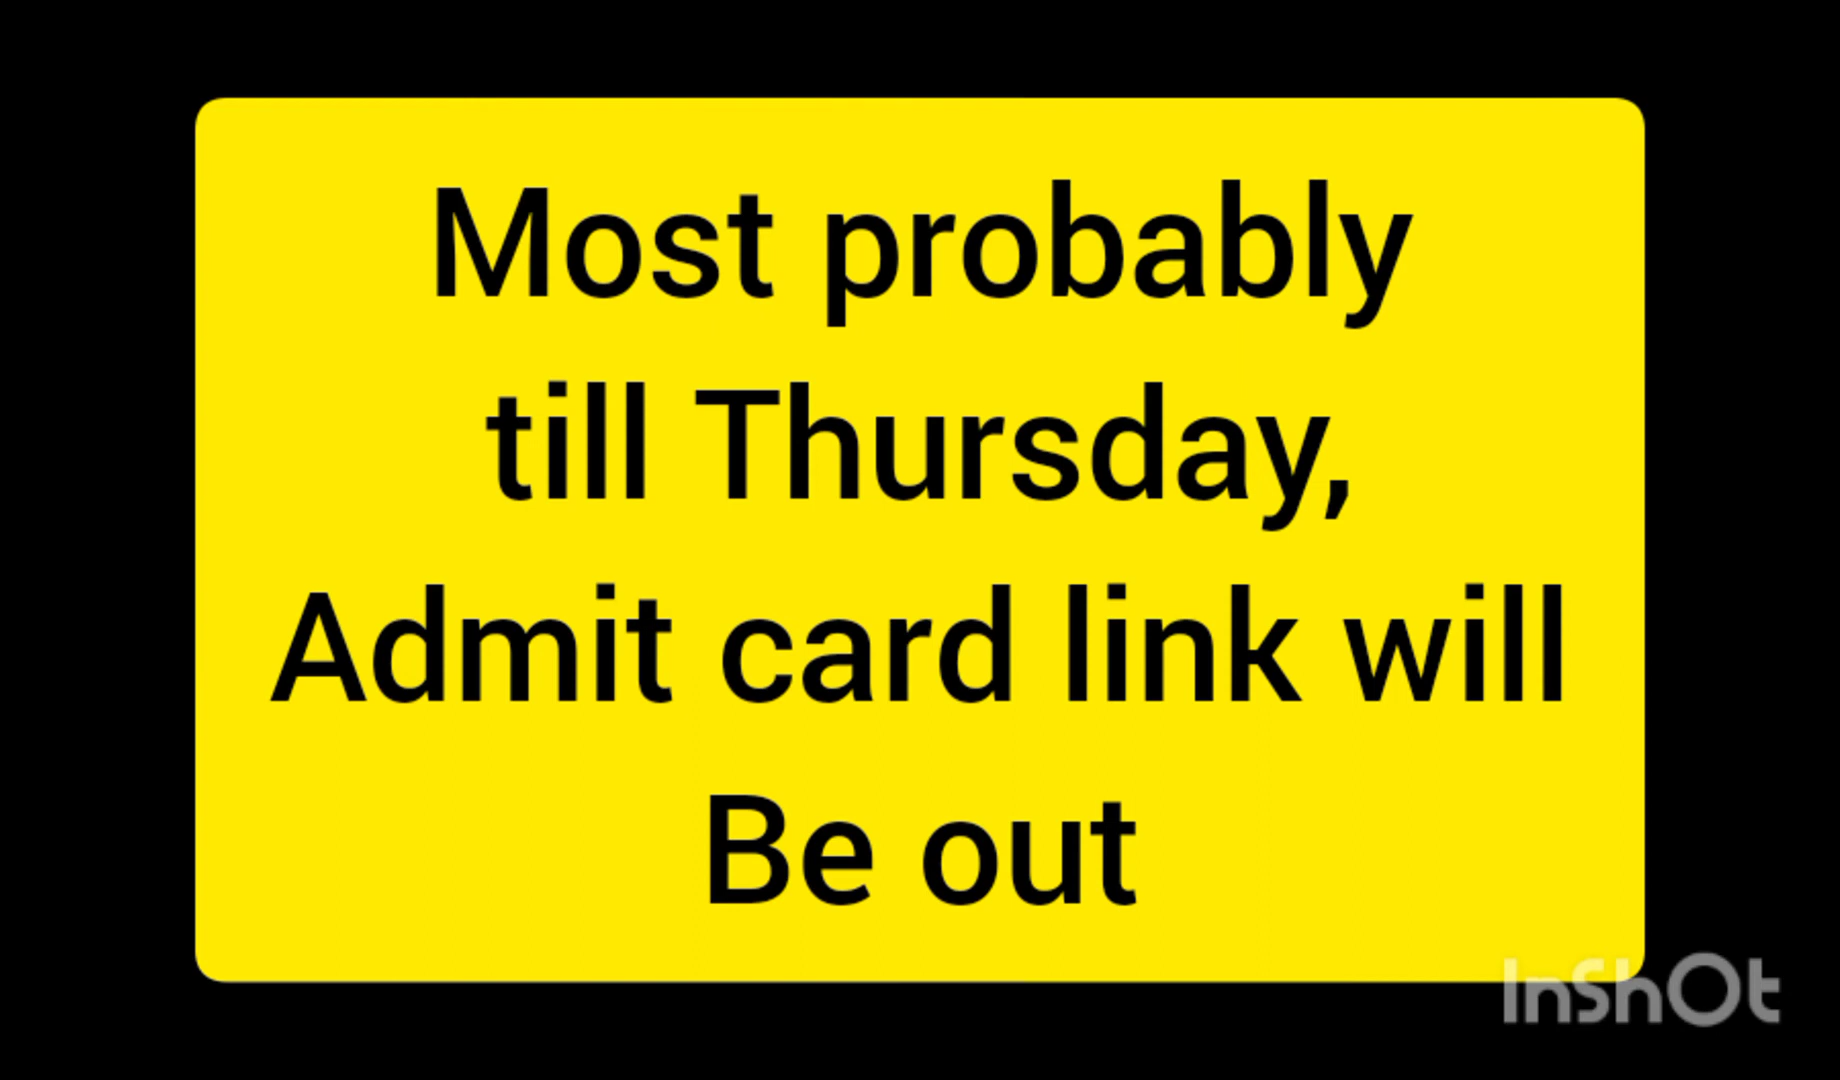 Most probably
till Thursday,
Admit card link will
Be out
InShOt